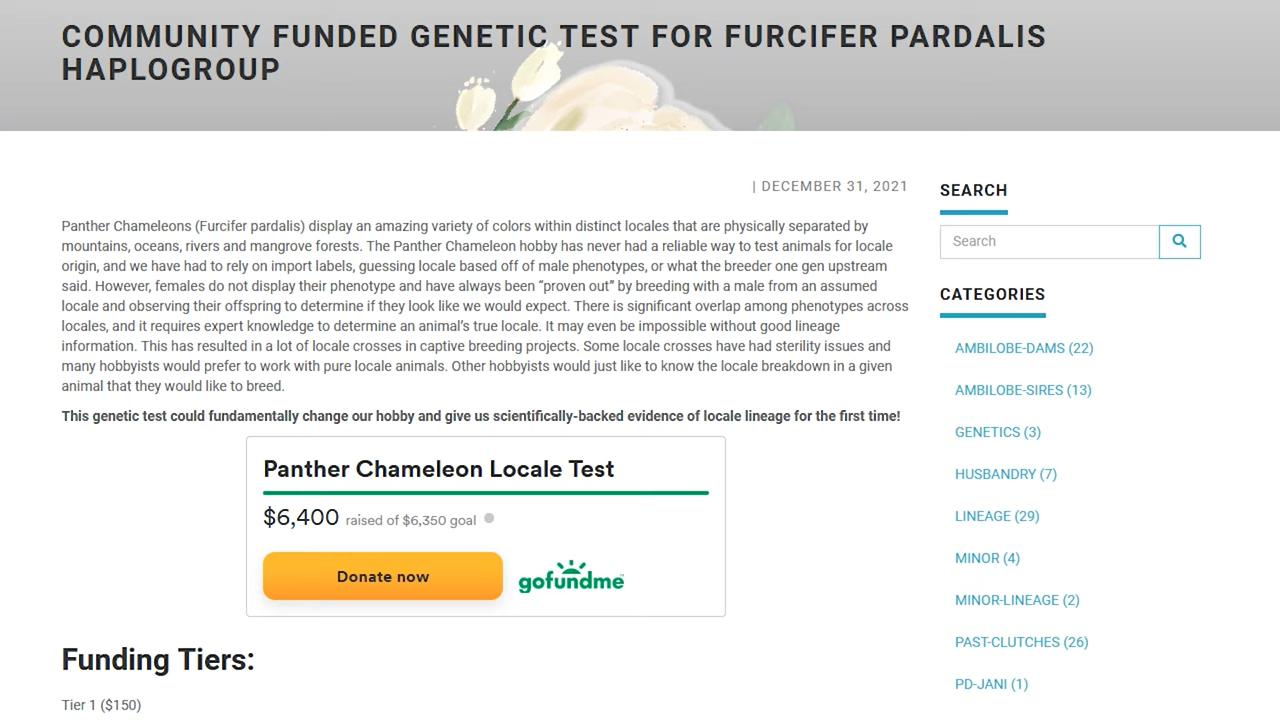 COMMUNITY FUNDED GENETIC TEST FOR FURCIFER PARDALIS
HAPLOGROUP
| DECEMBER 31, 2021
Panther Chameleons (Furcifer pardalis) display an amazing variety of colors within distinct locales that are physically separated by
mountains, oceans, rivers and mangrove forests. The Panther Chameleon hobby has never had a reliable way to test animals for locale
origin, and we have had to rely on import labels, guessing locale based off of male phenotypes, or what the breeder one gen upstream
said. However, females do not display their phenotype and have always been “proven out” by breeding with a male from an assumed
locale and observing their offspring to determine if they look like we would expect. There is significant overlap among phenotypes across
locales, and it requires expert knowledge to determine an animal’s true locale. It may even be impossible without good lineage
information. This has resulted in a lot of locale crosses in captive breeding projects. Some locale crosses have had sterility issues and
many hobbyists would prefer to work with pure locale animals. Other hobbyists would just like to know the locale breakdown in a given
animal that they would like to breed.
This genetic test could fundamentally change our hobby and give us scientifically-backed evidence of locale lineage for the first time!
Panther Chameleon Locale Test
$6,400 raised of $6,350 goal
Donate now
gofundme
Funding Tiers:
Tier 1 ($150)
SEARCH
Search
CATEGORIES
AMBILOBE-DAMS (22)
AMBILOBE-SIRES (13)
GENETICS (3)
HUSBANDRY (7)
LINEAGE (29)
MINOR (4)
MINOR-LINEAGE (2)
PAST-CLUTCHES (26)
PD-JANI (1)